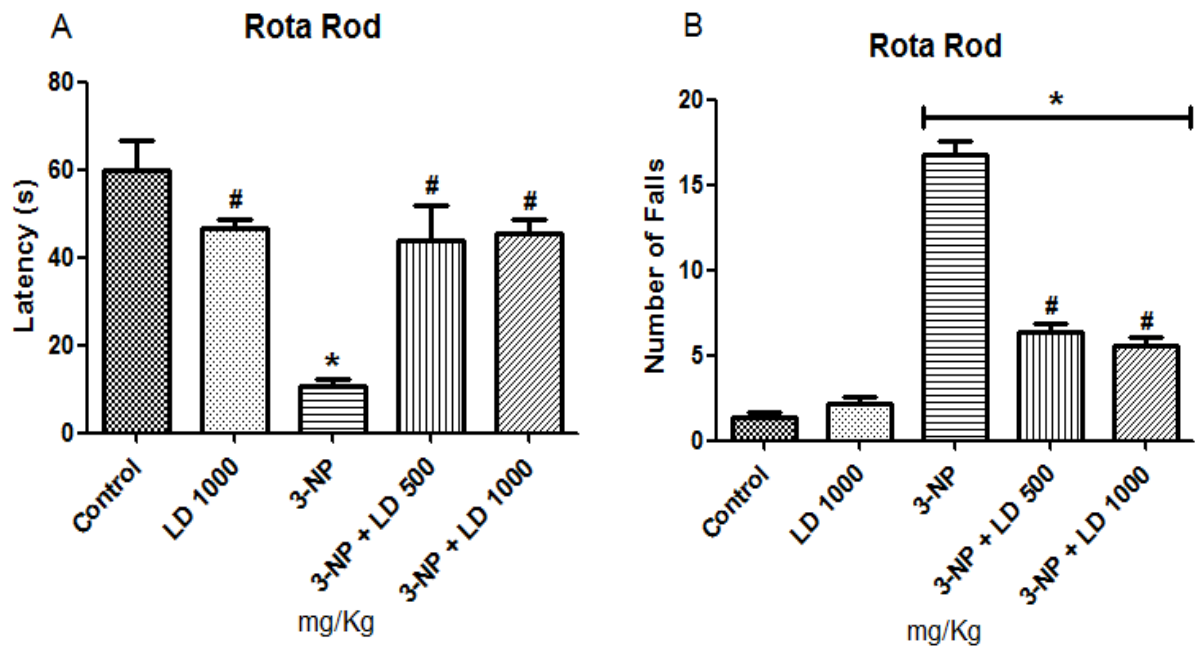 A
Rota Rod
Latency (s)
80
60
40
20
0
#
*
#
#
Control
LD 1000
3-NP
3-NP + LD 500
3-NP + LD 1000
mg/Kg
B
Rota Rod
Number of Falls
20
15
10
5
0
*
#
#
Control
LD 1000
3-NP
3-NP + LD 500
3-NP + LD 1000
mg/Kg